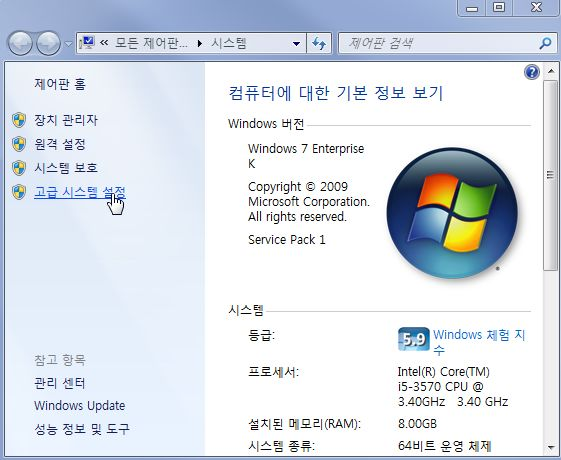 « 모든 제어판... ▸ 시스템
제어판 검색
제어판 홈
장치 관리자
원격 설정
시스템 보호
고급 시스템 설정
참고 항목
관리 센터
Windows Update
성능 정보 및 도구
컴퓨터에 대한 기본 정보 보기
Windows 버전
Windows 7 Enterprise
K
Copyright © 2009
Microsoft Corporation.
All rights reserved.
Service Pack 1
시스템
등급:
5.9 Windows 체험 지
수
프로세서:
Intel(R) Core(TM)
i5-3570 CPU @
3.40GHz 3.40 GHz
설치된 메모리(RAM): 8.00GB
시스템 종류: 64비트 운영 체제